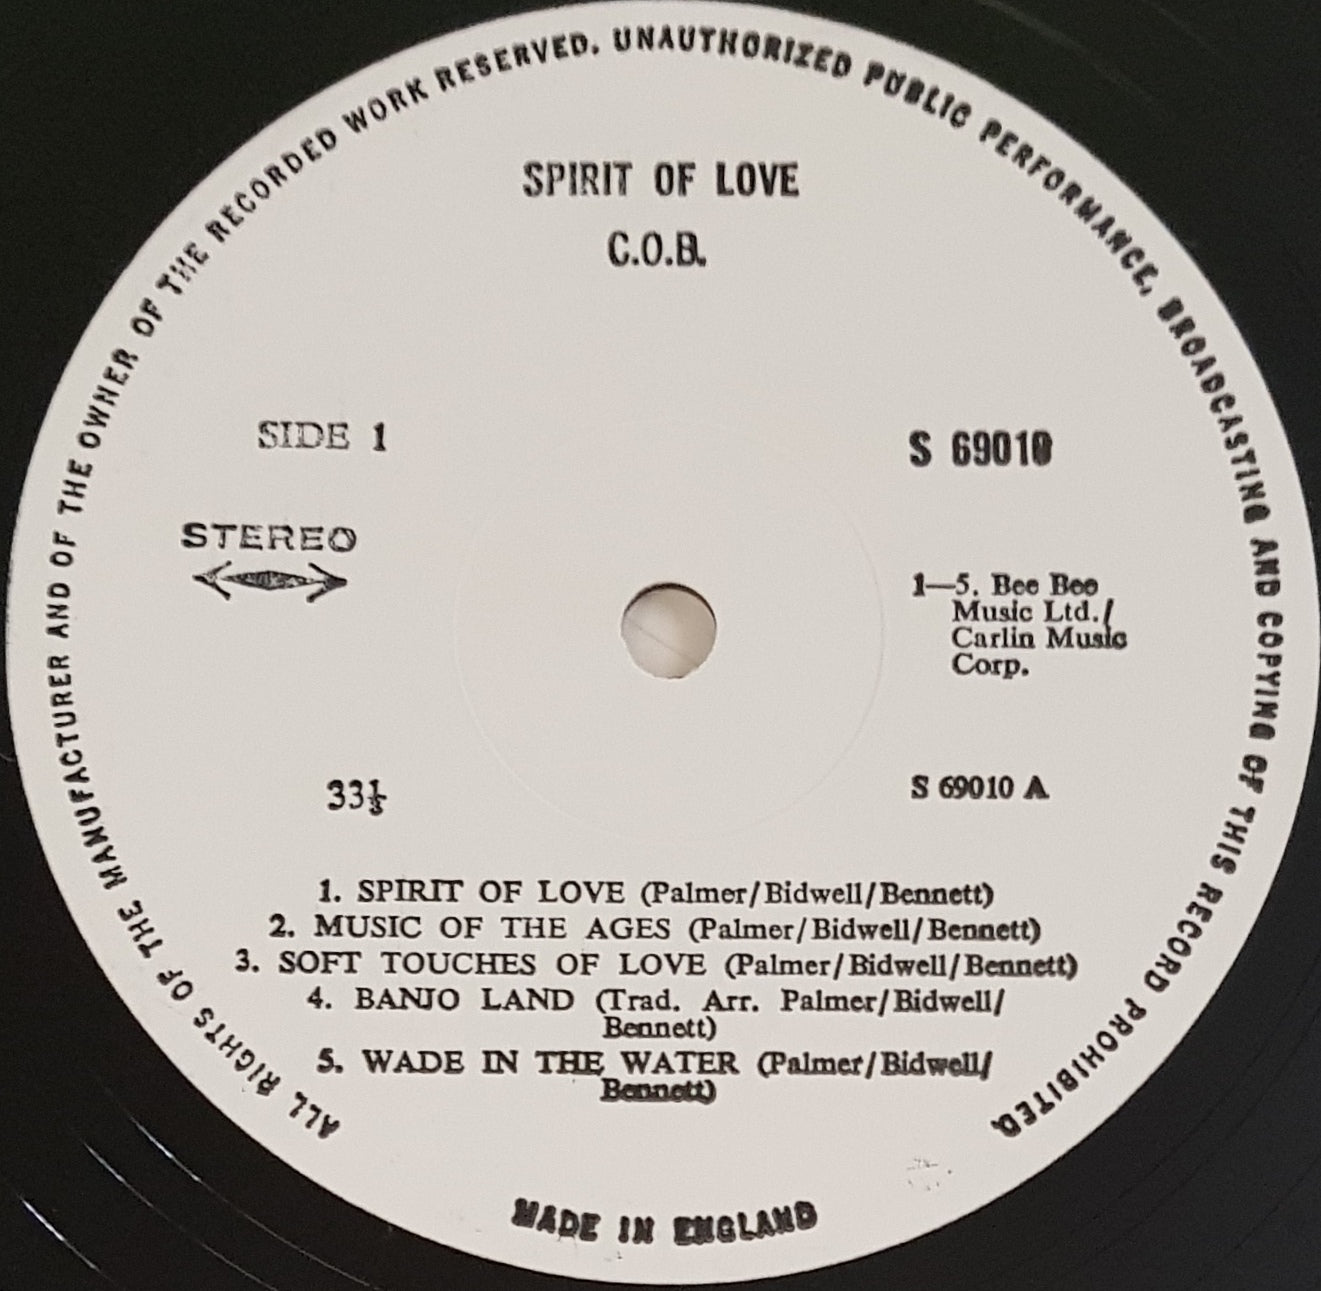 ALL RIGHTS OF THE MANUFACTURER AND OF THE OWNER OF THE RECORDED WORK RESERVED. UNAUTHORIZED PUBLIC PERFORMANCE, BROADCASTING AND COPYING OF THIS RECORD PROHIBITED.
SPIRIT OF LOVE
C.O.B.
SIDE 1
S 69010
STEREO
1—5. Bee Bee
Music Ltd./
Carlin Music
Corp.
33⅓
S 69010 A
1. SPIRIT OF LOVE (Palmer/Bidwell/Bennett)
2. MUSIC OF THE AGES (Palmer/Bidwell/Bennett)
3. SOFT TOUCHES OF LOVE (Palmer/Bidwell/Bennett)
4. BANJO LAND (Trad. Arr. Palmer/Bidwell/
Bennett)
5. WADE IN THE WATER (Palmer/Bidwell/
Bennett)
MADE IN ENGLAND